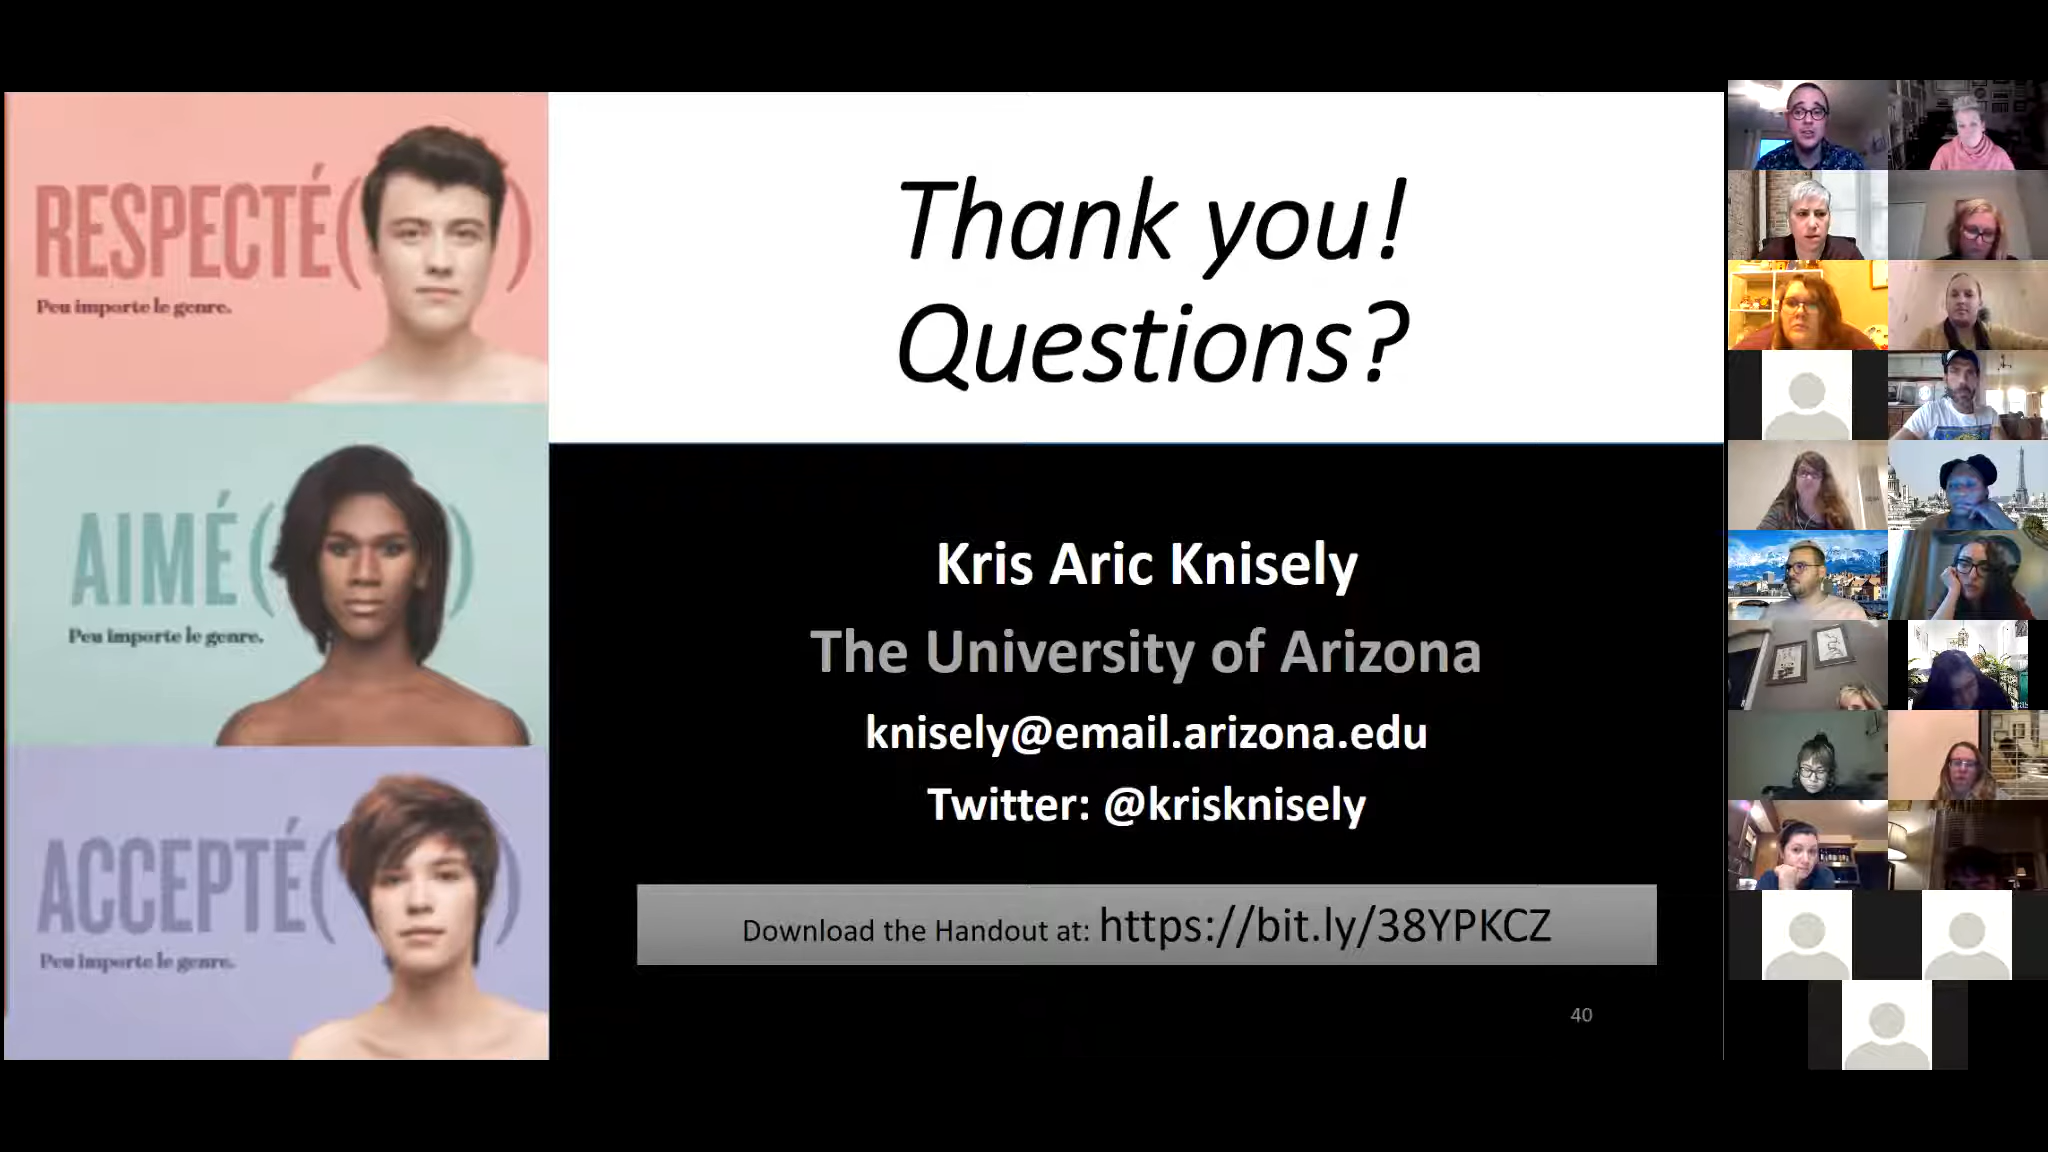 RESPECTÉ( )
Peu importe le genre.
AIMÉ( )
Peu importe le genre.
ACCEPTÉ( )
Peu importe le genre.
Thank you!
Questions?
Kris Aric Knisely
The University of Arizona
knisely@email.arizona.edu
Twitter: @krisknisely
Download the Handout at: https://bit.ly/38YPKCZ
40